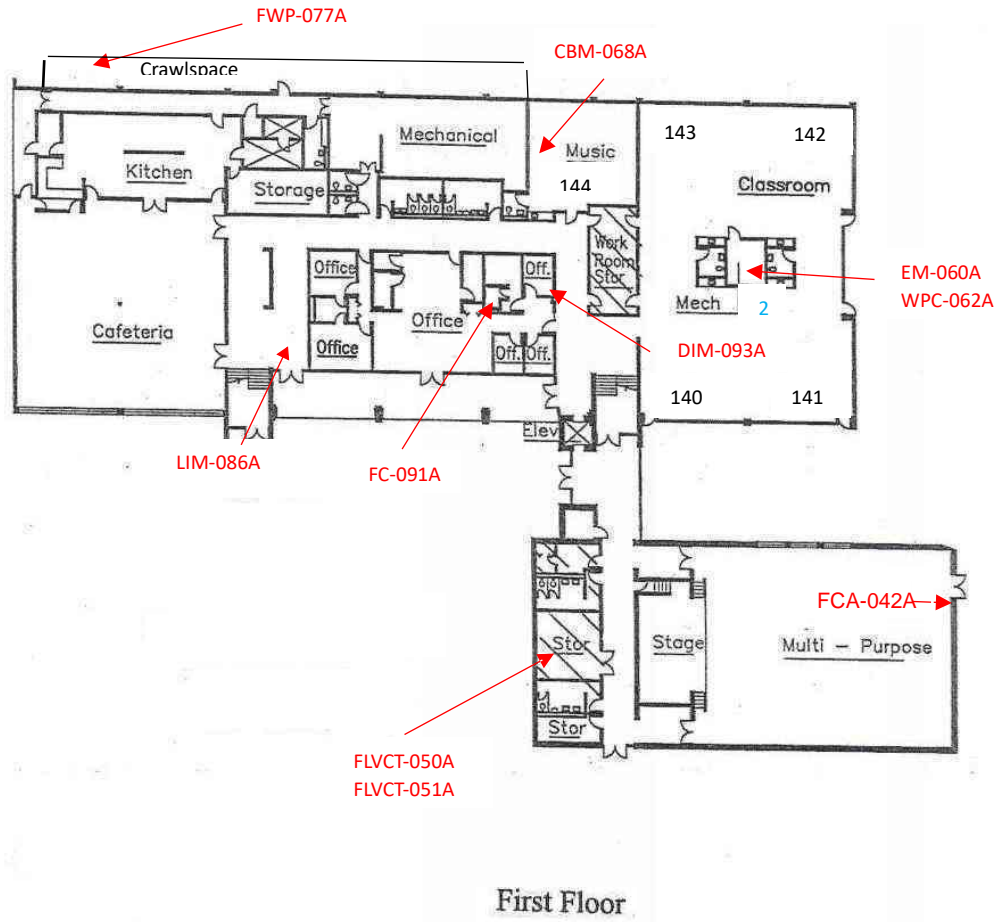 FWP-077A
CBM-068A
Crawlspace
143
142
Mechanical
Music
Kitchen
144
Classroom
Storage
Work
Room
Stor
Office
Off.
EM-060A
WPC-062A
Mech
2
Cafeteria
Office
Office
Off.
Off.
DIM-093A
140
141
Elev
LIM-086A
FC-091A
FCA-042A
Stor
Stage
Multi - Purpose
Stor
FLVCT-050A
FLVCT-051A
First Floor